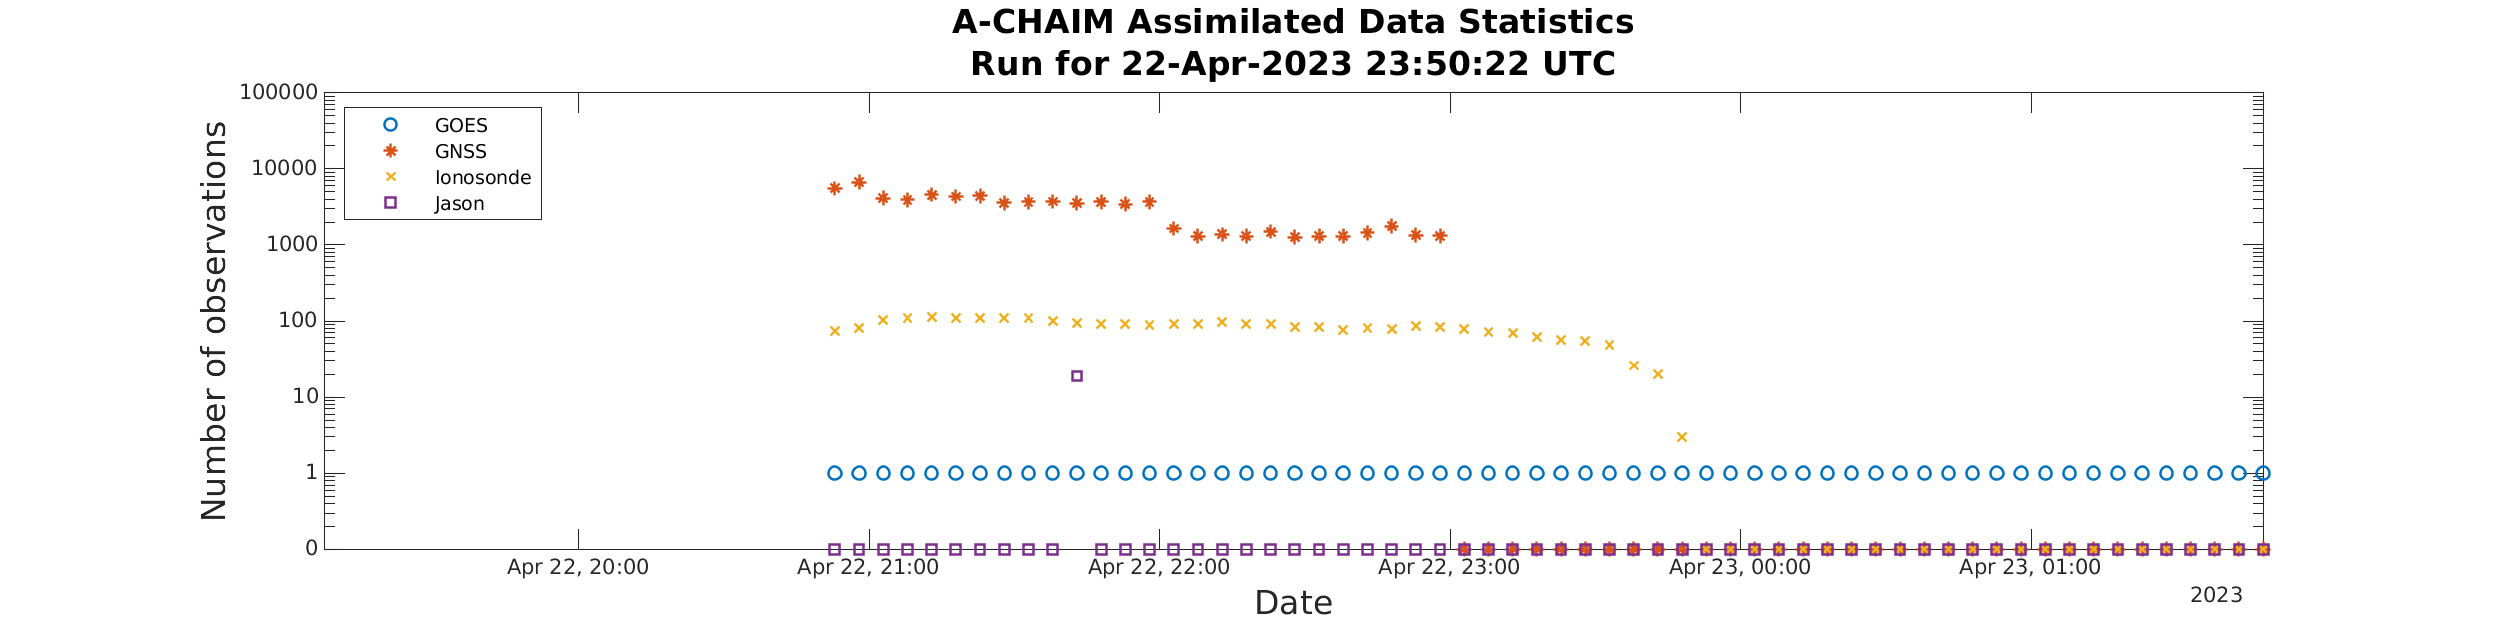 A-CHAIM Assimilated Data Statistics
Run for 22-Apr-2023 23:50:22 UTC
100000
10000
1000
100
10
1
0
Number of observations
GOES
GNSS
Ionosonde
Jason
Apr 22, 20:00
Apr 22, 21:00
Apr 22, 22:00
Apr 22, 23:00
Apr 23, 00:00
Apr 23, 01:00
2023
Date